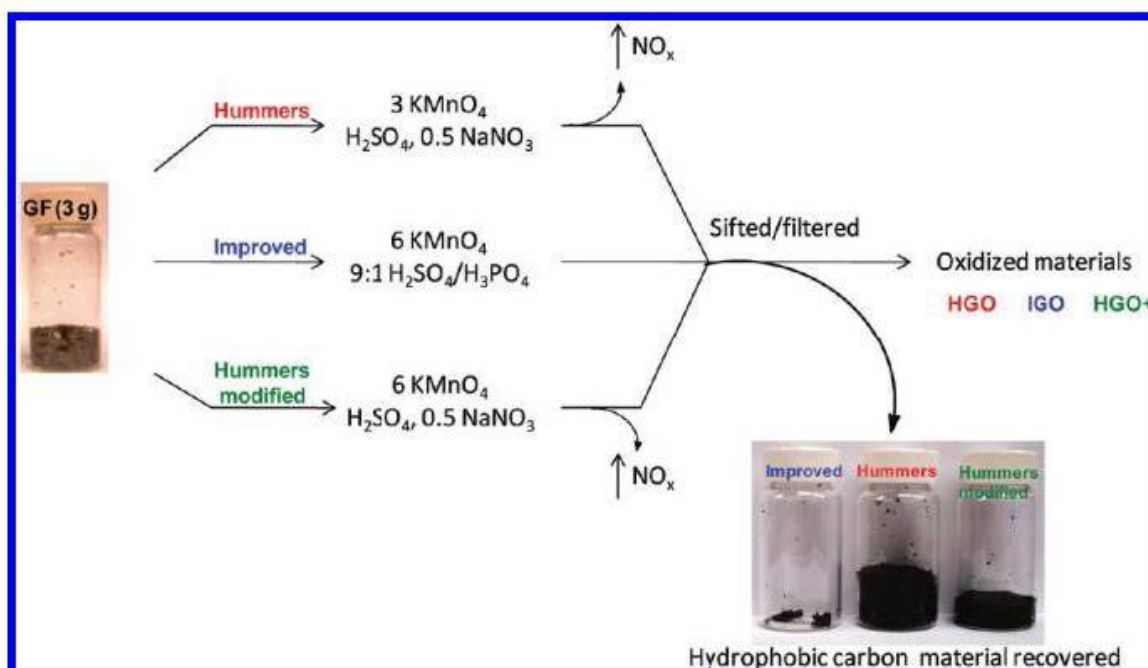 NOₓ
Hummers
3 KMnO₄
H₂SO₄, 0.5 NaNO₃
GF (3 g)
Improved
6 KMnO₄
9:1 H₂SO₄/H₃PO₄
Sifted/filtered
Oxidized materials
HGO IGO HGO+
Hummers
modified
6 KMnO₄
H₂SO₄, 0.5 NaNO₃
NOₓ
Improved
Hummers
Hummers
modified
Hydrophobic carbon material recovered